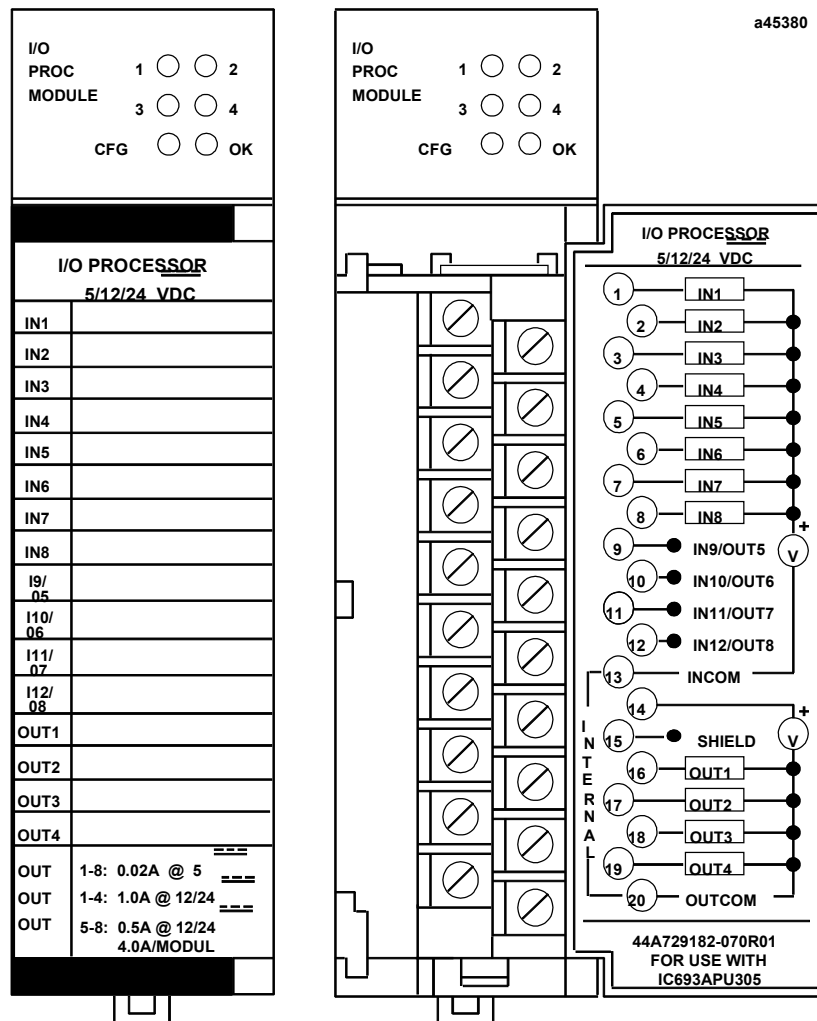 a45380
I/O
PROC
MODULE
1 2
3 4
CFG OK
I/O PROCESSOR
5/12/24 VDC
IN1
IN2
IN3
IN4
IN5
IN6
IN7
IN8
I9/
05
I10/
06
I11/
07
I12/
08
OUT1
OUT2
OUT3
OUT4
OUT 1-8: 0.02A @ 5
OUT 1-4: 1.0A @ 12/24
OUT 5-8: 0.5A @ 12/24
4.0A/MODUL
I/O
PROC
MODULE
1 2
3 4
CFG OK
I/O PROCESSOR
5/12/24 VDC
1 IN1
2 IN2
3 IN3
4 IN4
5 IN5
6 IN6
7 IN7
8 IN8
+
V
9 IN9/OUT5
10 IN10/OUT6
11 IN11/OUT7
12 IN12/OUT8
13 INCOM
14
+
V
15 SHIELD
16 OUT1
17 OUT2
18 OUT3
19 OUT4
20 OUTCOM
INTERNAL
44A729182-070R01
FOR USE WITH
IC693APU305